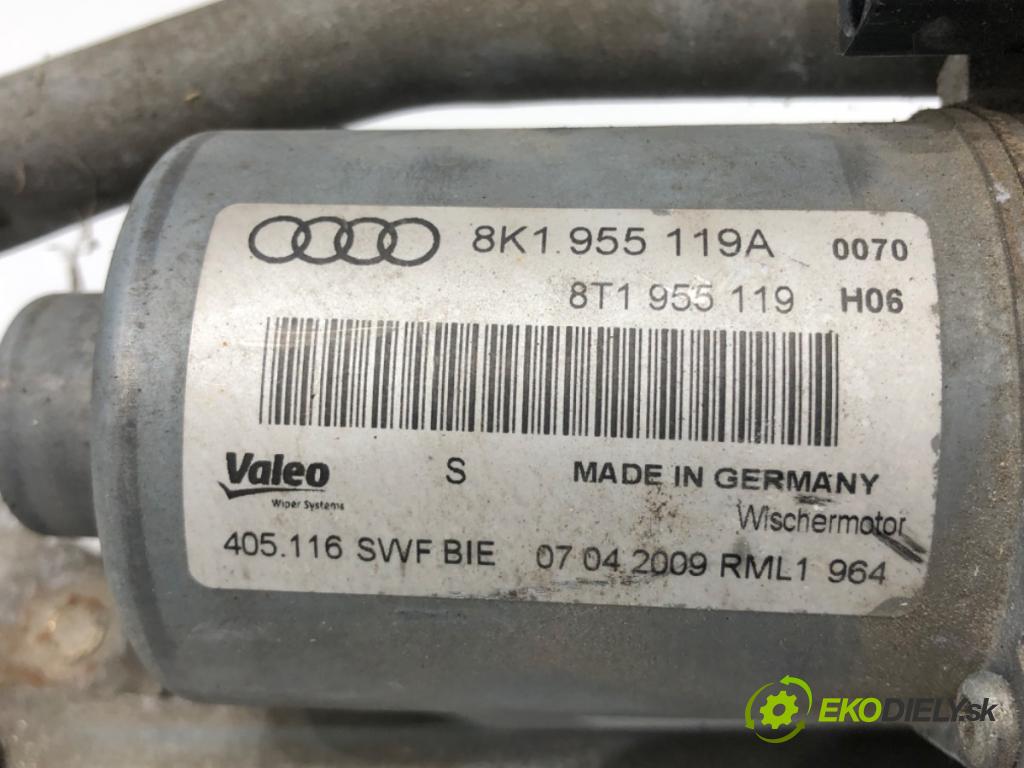 8K1.955 119A 0070
8T1 955 119 H06
Valeo S MADE IN GERMANY
Wiper Systems Wischermotor
405.116 SWF BIE 07 04 2009 RML1 964
EKODIELY.sk